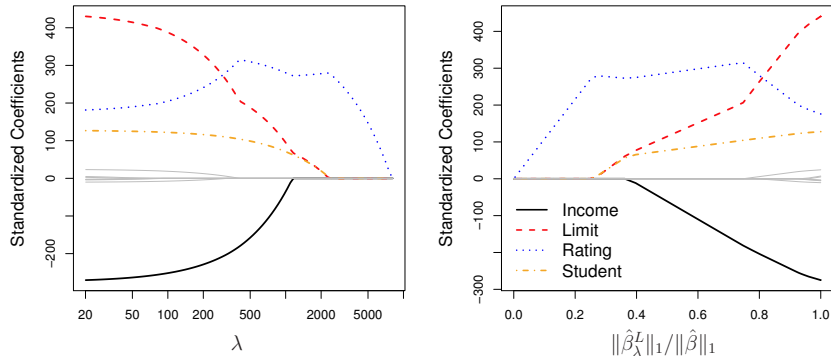 Standardized Coefficients
400
300
200
100
0
−200
20 50 100 200 500 2000 5000
λ
Standardized Coefficients
400
300
200
100
0
−100
−300
0.0 0.2 0.4 0.6 0.8 1.0
‖β̂λᴸ‖₁/‖β̂‖₁
Income
Limit
Rating
Student